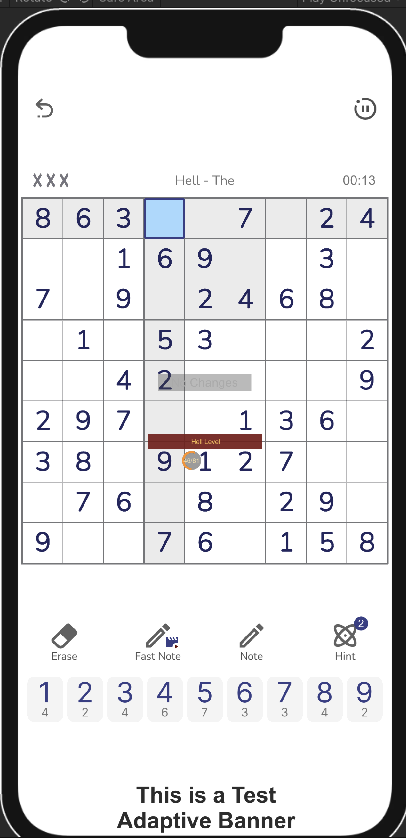 Hell - The
00:13
8 6 3 7 2 4
1 6 9 3
7 9 2 4 6 8
1 5 3 2
4 2 9
Changes
2 9 7 1 3 6
Hell Level
3 8 9 1 2 7
7 6 8 2 9
9 7 6 1 5 8
2
Erase Fast Note Note Hint
1 2 3 4 5 6 7 8 9
4 2 4 6 7 3 3 4 2
This is a Test
Adaptive Banner